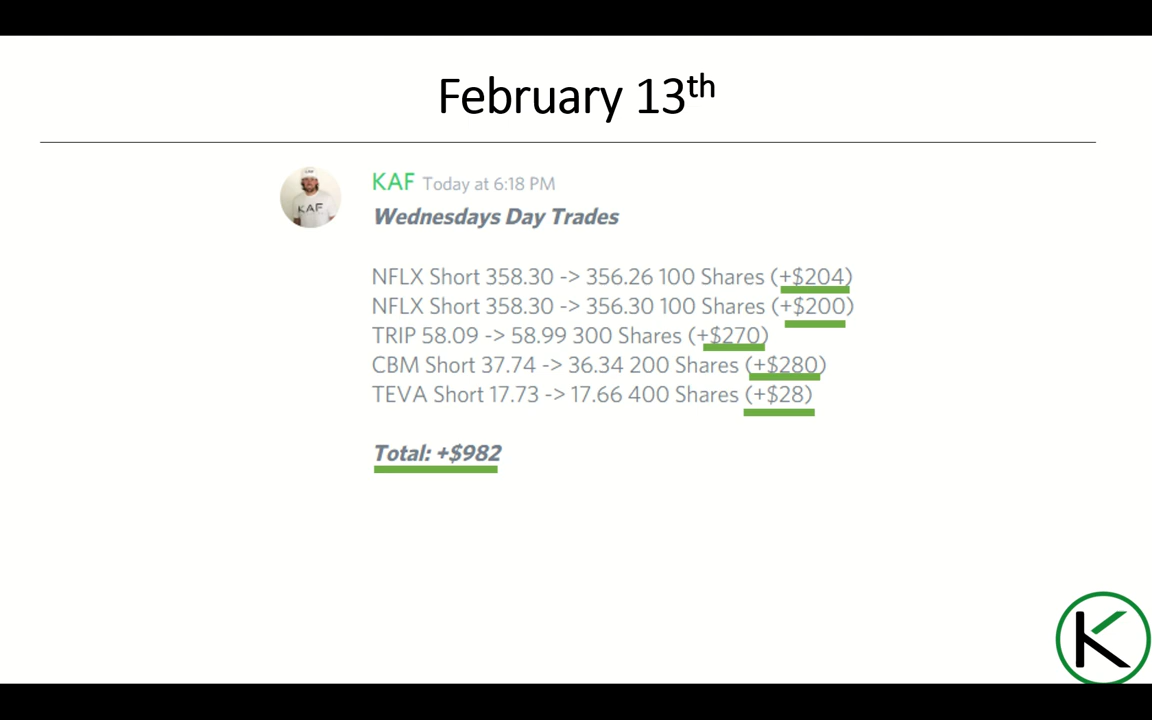 February 13th
KAF Today at 6:18 PM
Wednesdays Day Trades
NFLX Short 358.30 -> 356.26 100 Shares (+$204)
NFLX Short 358.30 -> 356.30 100 Shares (+$200)
TRIP 58.09 -> 58.99 300 Shares (+$270)
CBM Short 37.74 -> 36.34 200 Shares (+$280)
TEVA Short 17.73 -> 17.66 400 Shares (+$28)
Total: +$982
KAF
K